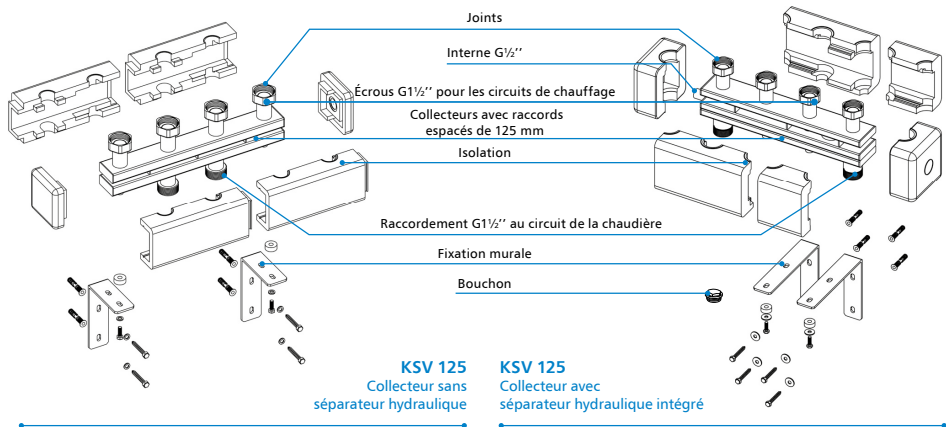 Joints
Interne G½’’
Écrous G1½’’ pour les circuits de chauffage
Collecteurs avec raccords
espacés de 125 mm
Isolation
Raccordement G1½’’ au circuit de la chaudière
Fixation murale
Bouchon
KSV 125
Collecteur sans
séparateur hydraulique
KSV 125
Collecteur avec
séparateur hydraulique intégré